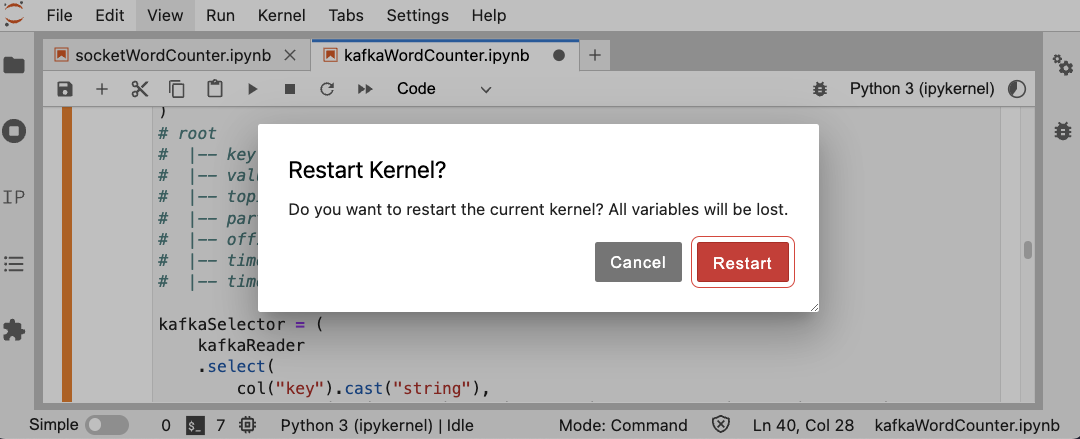 File Edit View Run Kernel Tabs Settings Help
socketWordCounter.ipynb kafkaWordCounter.ipynb
Code Python 3 (ipykernel)
)
# root
# |-- key
# |-- val
# |-- top
# |-- par
# |-- off
# |-- tim
# |-- tim
Restart Kernel?
Do you want to restart the current kernel? All variables will be lost.
Cancel Restart
IP
kafkaSelector = (
kafkaReader
.select(
col("key").cast("string"),
Simple 0 $_ 7 Python 3 (ipykernel) | Idle Mode: Command Ln 40, Col 28 kafkaWordCounter.ipynb